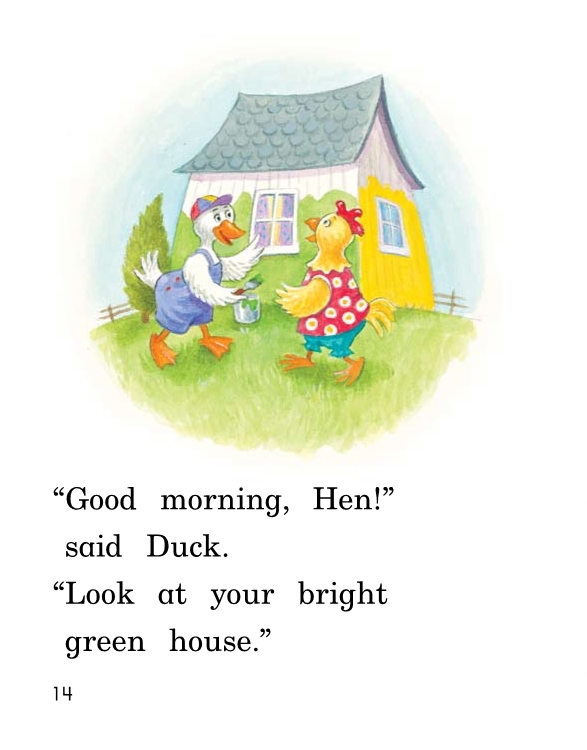 “Good morning, Hen!”
said Duck.
“Look at your bright
green house.”
14